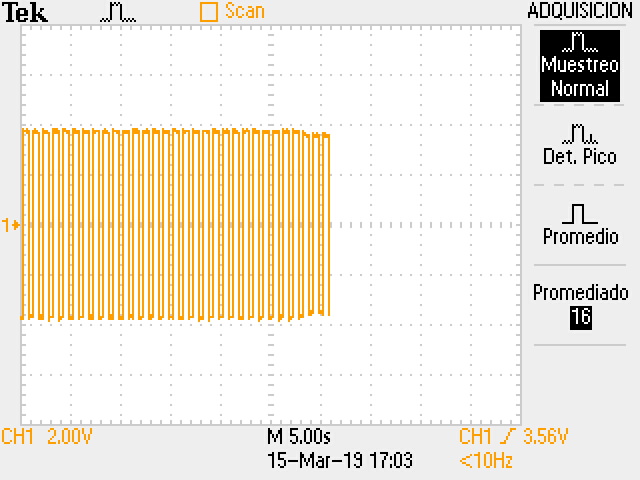 Tek
Scan
ADQUISICION
Muestreo
Normal
Det. Pico
Promedio
Promediado
16
1
CH1 2.00V
M 5.00s
CH1 3.56V
15-Mar-19 17:03
<10Hz